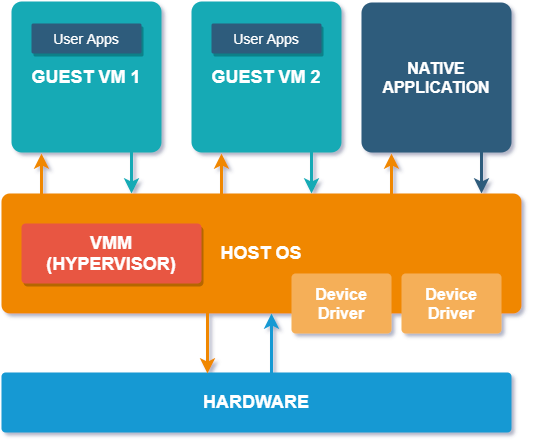 User Apps
GUEST VM 1
User Apps
GUEST VM 2
NATIVE
APPLICATION
VMM
(HYPERVISOR)
HOST OS
Device
Driver
Device
Driver
HARDWARE